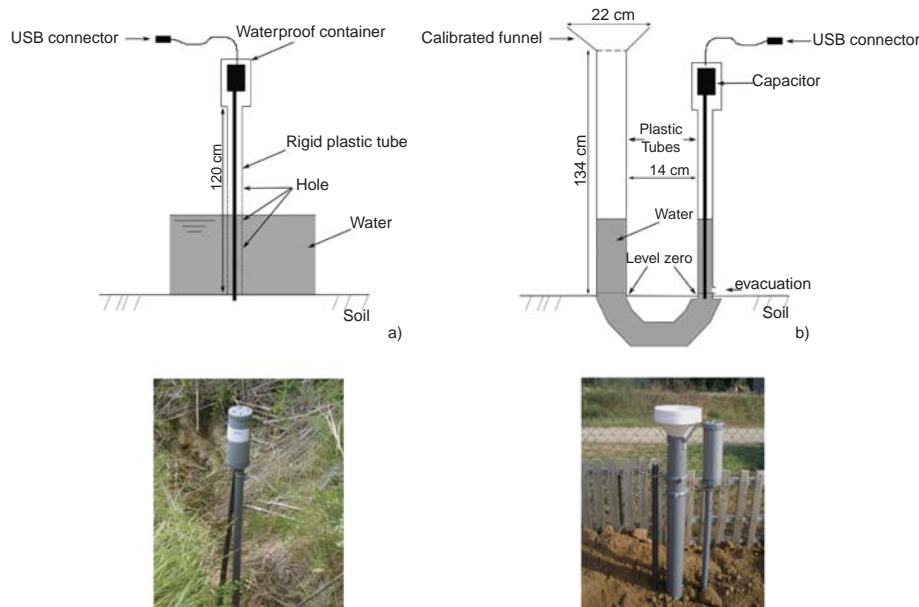 USB connector
Waterproof container
120 cm
Rigid plastic tube
Hole
Water
Soil
a)
22 cm
Calibrated funnel
USB connector
Capacitor
134 cm
Plastic
Tubes
14 cm
Water
Level zero
evacuation
Soil
b)